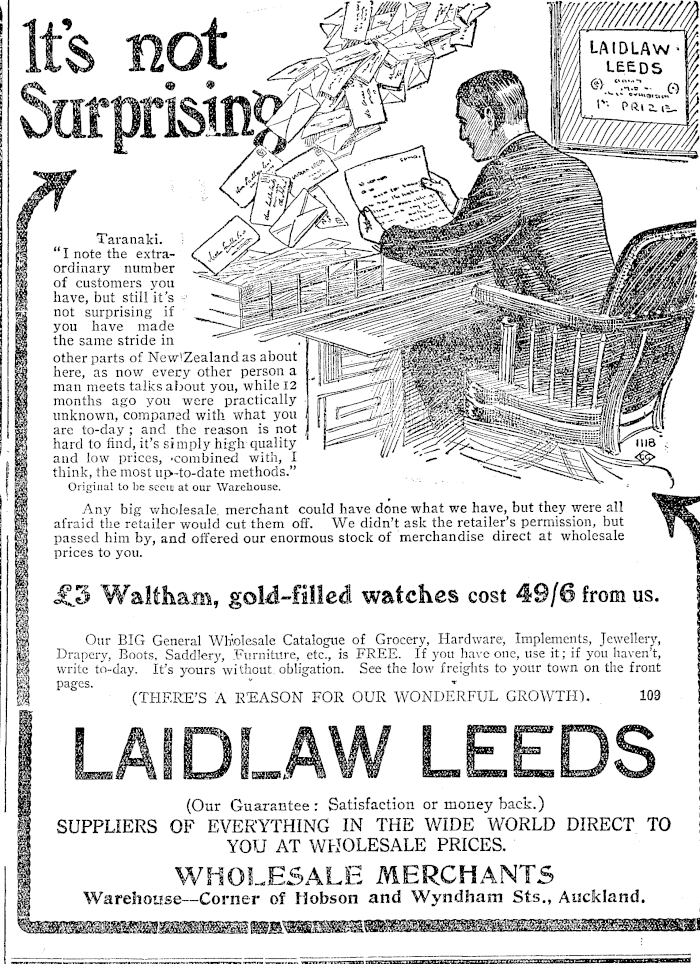 It's not
Surprising
LAIDLAW
LEEDS
1st PRIZE
Taranaki.
"I note the extra-
ordinary number
of customers you
have, but still it's
not surprising if
you have made
the same stride in
other parts of New Zealand as about
here, as now every other person a
man meets talks about you, while 12
months ago you were practically
unknown, compared with what you
are to-day; and the reason is not
hard to find, it's simply high quality
and low prices, combined with, I
think, the most up-to-date methods."
Original to be seen at our Warehouse.
1118
Any big wholesale merchant could have done what we have, but they were all
afraid the retailer would cut them off. We didn't ask the retailer's permission, but
passed him by, and offered our enormous stock of merchandise direct at wholesale
prices to you.
£3 Waltham, gold-filled watches cost 49/6 from us.
Our BIG General Wholesale Catalogue of Grocery, Hardware, Implements, Jewellery,
Drapery, Boots, Saddlery, Furniture, etc., is FREE. If you have one, use it; if you haven't,
write to-day. It's yours without obligation. See the low freights to your town on the front
pages.
(THERE'S A REASON FOR OUR WONDERFUL GROWTH). 109
LAIDLAW LEEDS
(Our Guarantee: Satisfaction or money back.)
SUPPLIERS OF EVERYTHING IN THE WIDE WORLD DIRECT TO
YOU AT WHOLESALE PRICES.
WHOLESALE MERCHANTS
Warehouse--Corner of Hobson and Wyndham Sts., Auckland.